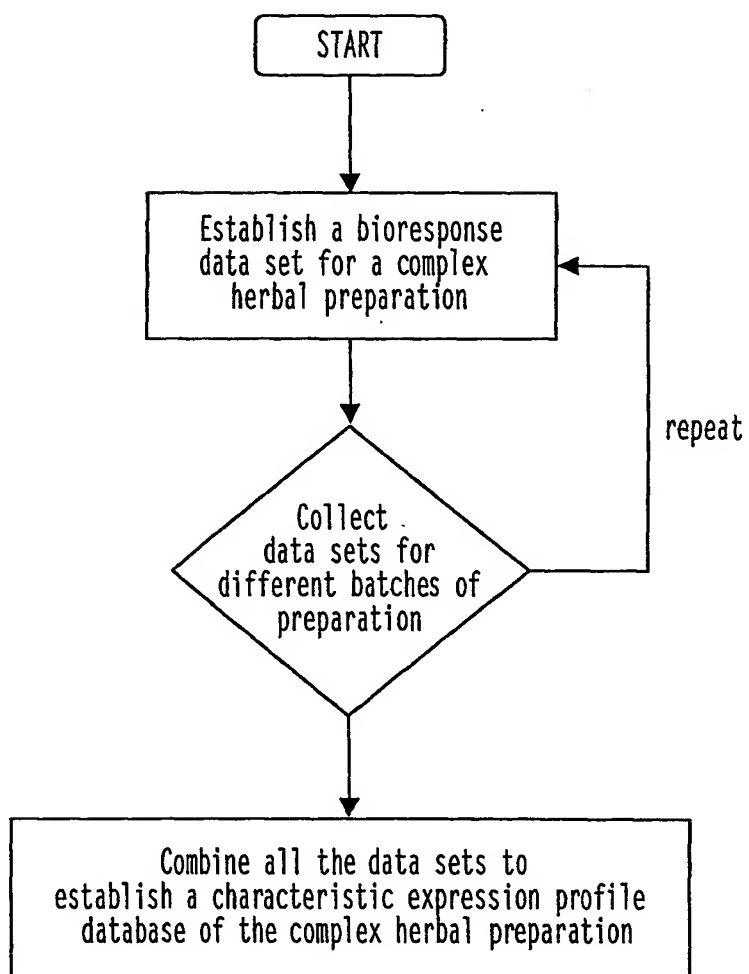 START
Establish a bioresponse
data set for a complex
herbal preparation
repeat
Collect
data sets for
different batches of
preparation
Combine all the data sets to
establish a characteristic expression profile
database of the complex herbal preparation